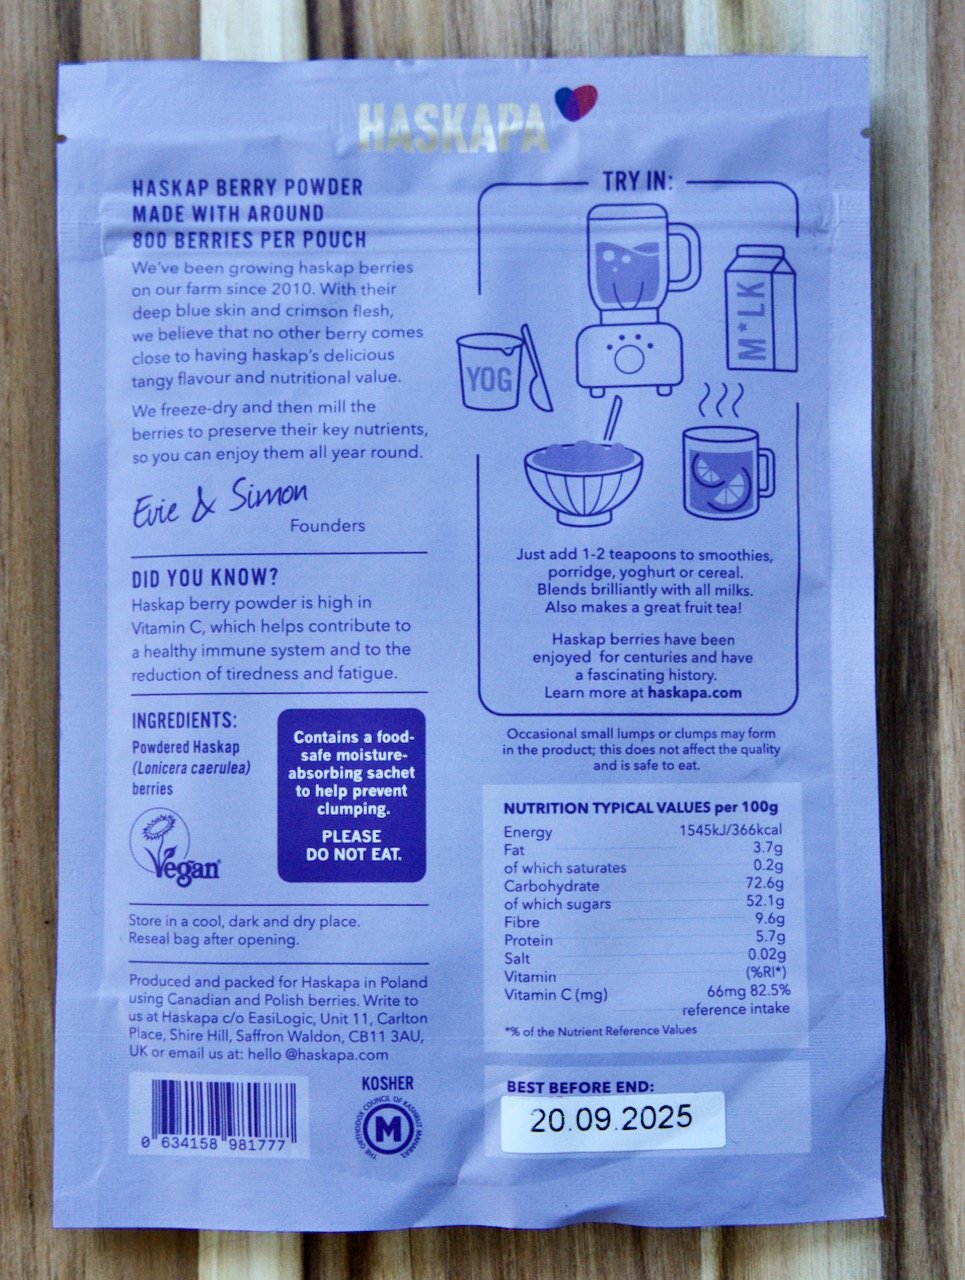 HASKAPA
HASKAP BERRY POWDER
MADE WITH AROUND
800 BERRIES PER POUCH
We've been growing haskap berries
on our farm since 2010. With their
deep blue skin and crimson flesh,
we believe that no other berry comes
close to having haskap's delicious
tangy flavour and nutritional value.
We freeze-dry and then mill the
berries to preserve their key nutrients,
so you can enjoy them all year round.
Evie & Simon
Founders
DID YOU KNOW?
Haskap berry powder is high in
Vitamin C, which helps contribute to
a healthy immune system and to the
reduction of tiredness and fatigue.
INGREDIENTS:
Powdered Haskap
(Lonicera caerulea)
berries
Vegan
Contains a food-
safe moisture-
absorbing sachet
to help prevent
clumping.
PLEASE
DO NOT EAT.
Store in a cool, dark and dry place.
Reseal bag after opening.
Produced and packed for Haskapa in Poland
using Canadian and Polish berries. Write to
us at Haskapa c/o EasiLogic, Unit 11, Carlton
Place, Shire Hill, Saffron Waldon, CB11 3AU,
UK or email us at: hello @haskapa.com
0 634158 981777
KOSHER
THE ORTHODOX COUNCIL OF KASHRUT MANHARAI
M
TRY IN:
M*LK
YOG
Just add 1-2 teapoons to smoothies,
porridge, yoghurt or cereal.
Blends brilliantly with all milks.
Also makes a great fruit tea!
Haskap berries have been
enjoyed for centuries and have
a fascinating history.
Learn more at haskapa.com
Occasional small lumps or clumps may form
in the product; this does not affect the quality
and is safe to eat.
NUTRITION TYPICAL VALUES per 100g
Energy 1545kJ/366kcal
Fat 3.7g
of which saturates 0.2g
Carbohydrate 72.6g
of which sugars 52.1g
Fibre 9.6g
Protein 5.7g
Salt 0.02g
Vitamin (%RI*)
Vitamin C (mg) 66mg 82.5%
reference intake
*% of the Nutrient Reference Values
BEST BEFORE END:
20.09.2025